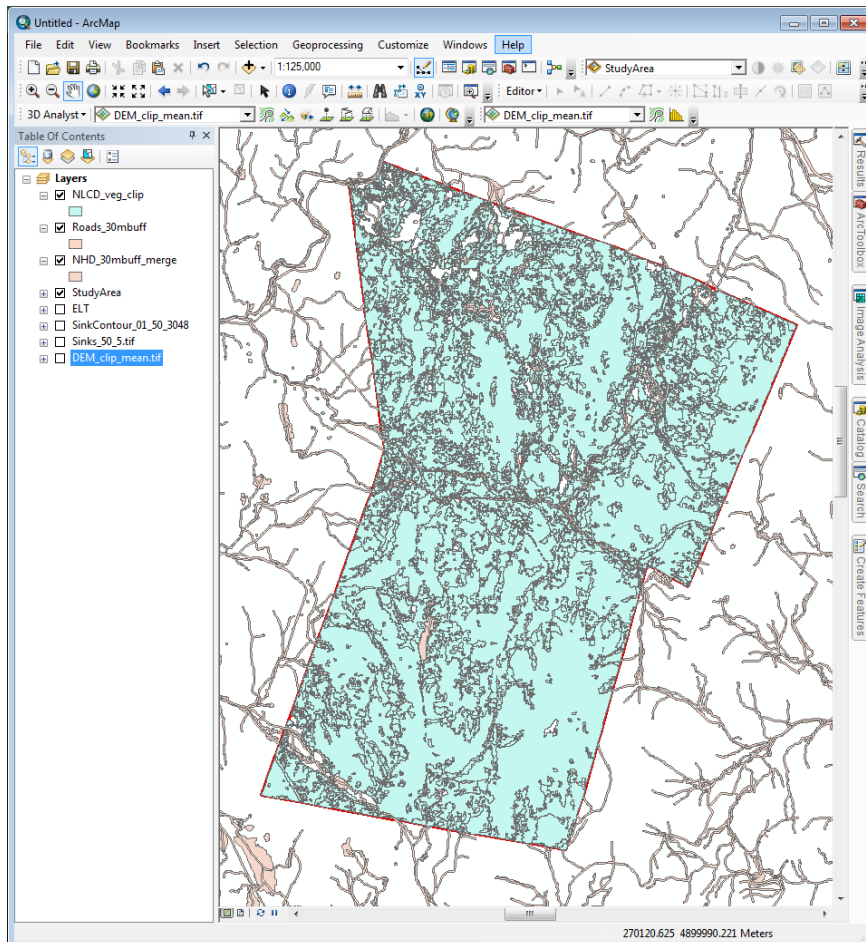 Untitled - ArcMap
File Edit View Bookmarks Insert Selection Geoprocessing Customize Windows Help
1:125,000 StudyArea
Editor
3D Analyst DEM_clip_mean.tif DEM_clip_mean.tif
Table Of Contents
Layers
NLCD_veg_clip
Roads_30mbuff
NHD_30mbuff_merge
StudyArea
ELT
SinkContour_01_50_3048
Sinks_50_5.tif
DEM_clip_mean.tif
Results
ArcToolbox
Image Analysis
Catalog
Search
Create Features
270120.625 4899990.221 Meters